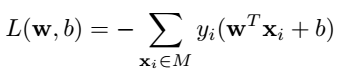 L(w, b) = − ∑_{x_i ∈ M} y_i(w^T x_i + b)